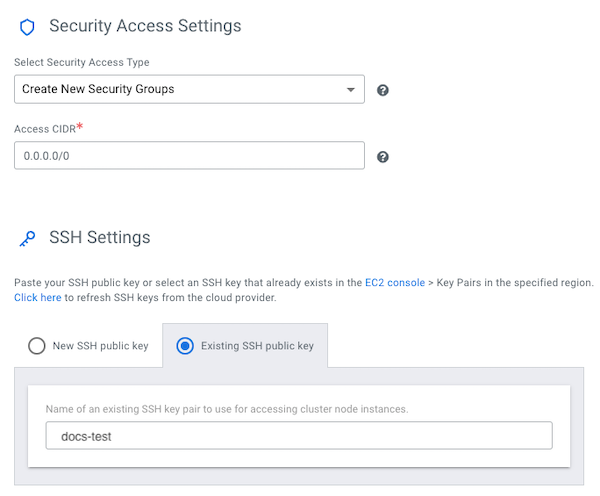 Security Access Settings
Select Security Access Type
Create New Security Groups
Access CIDR*
0.0.0.0/0
SSH Settings
Paste your SSH public key or select an SSH key that already exists in the EC2 console > Key Pairs in the specified region.
Click here to refresh SSH keys from the cloud provider.
New SSH public key
Existing SSH public key
Name of an existing SSH key pair to use for accessing cluster node instances.
docs-test